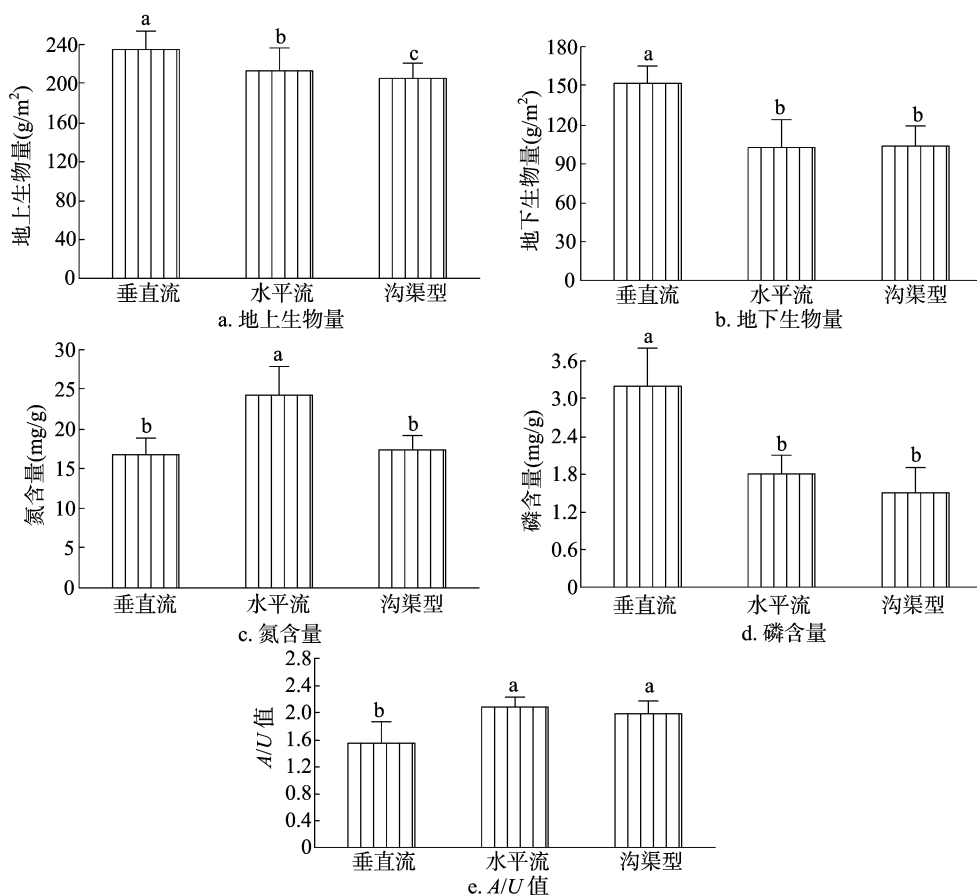 地上生物量(g/m²)
240
200
160
120
80
40
0
a
b
c
垂直流
水平流
沟渠型
a. 地上生物量
地下生物量(g/m²)
180
150
120
90
60
30
0
a
b
b
垂直流
水平流
沟渠型
b. 地下生物量
氮含量(mg/g)
30
25
20
15
10
5
0
b
a
b
垂直流
水平流
沟渠型
c. 氮含量
磷含量(mg/g)
3.6
3.0
2.4
1.8
1.2
0.6
0
a
b
b
垂直流
水平流
沟渠型
d. 磷含量
A/U 值
2.8
2.4
2.0
1.6
1.2
0.8
0.4
0
b
a
a
垂直流
水平流
沟渠型
e. A/U 值